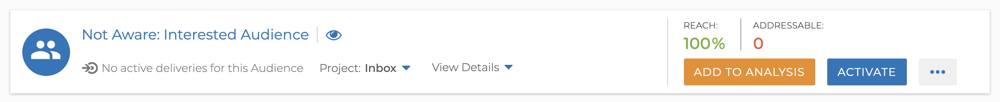 Not Aware: Interested Audience
No active deliveries for this Audience
Project: Inbox
View Details
REACH:
100%
ADDRESSABLE:
0
ADD TO ANALYSIS
ACTIVATE